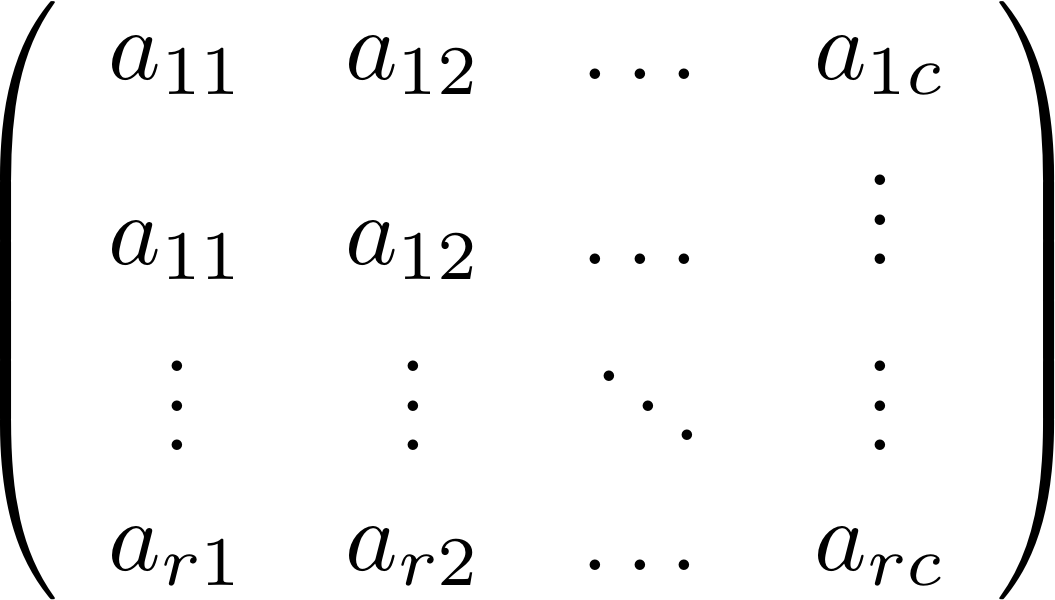 a₁₁ a₁₂ … a₁c
a₁₁ a₁₂ … ⋮
⋮ ⋮ ⋱ ⋮
aᵣ₁ aᵣ₂ … aᵣc